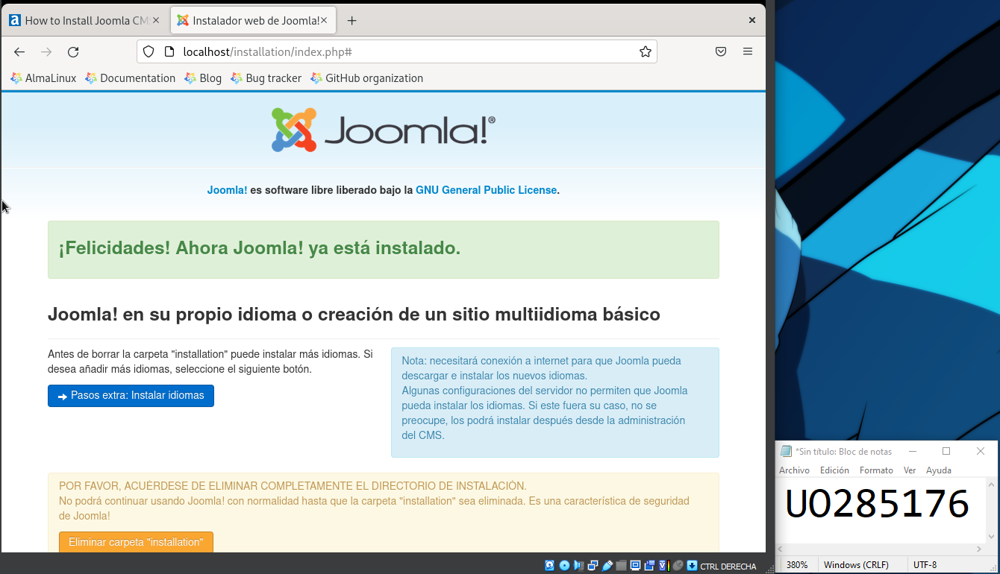 How to Install Joomla CM
Instalador web de Joomla!
localhost/installation/index.php#
AlmaLinux Documentation Blog Bug tracker GitHub organization
Joomla!®
Joomla! es software libre liberado bajo la GNU General Public License.
¡Felicidades! Ahora Joomla! ya está instalado.
Joomla! en su propio idioma o creación de un sitio multiidioma básico
Antes de borrar la carpeta "installation" puede instalar más idiomas. Si
desea añadir más idiomas, seleccione el siguiente botón.
Pasos extra: Instalar idiomas
Nota: necesitará conexión a internet para que Joomla pueda
descargar e instalar los nuevos idiomas.
Algunas configuraciones del servidor no permiten que Joomla
pueda instalar los idiomas. Si este fuera su caso, no se
preocupe, los podrá instalar después desde la administración
del CMS.
POR FAVOR, ACUÉRDESE DE ELIMINAR COMPLETAMENTE EL DIRECTORIO DE INSTALACIÓN.
No podrá continuar usando Joomla! con normalidad hasta que la carpeta "installation" sea eliminada. Es una característica de seguridad
de Joomla!
Eliminar carpeta "installation"
CTRL DERECHA
*Sin título: Bloc de notas
Archivo Edición Formato Ver Ayuda
UO285176
380% Windows (CRLF) UTF-8